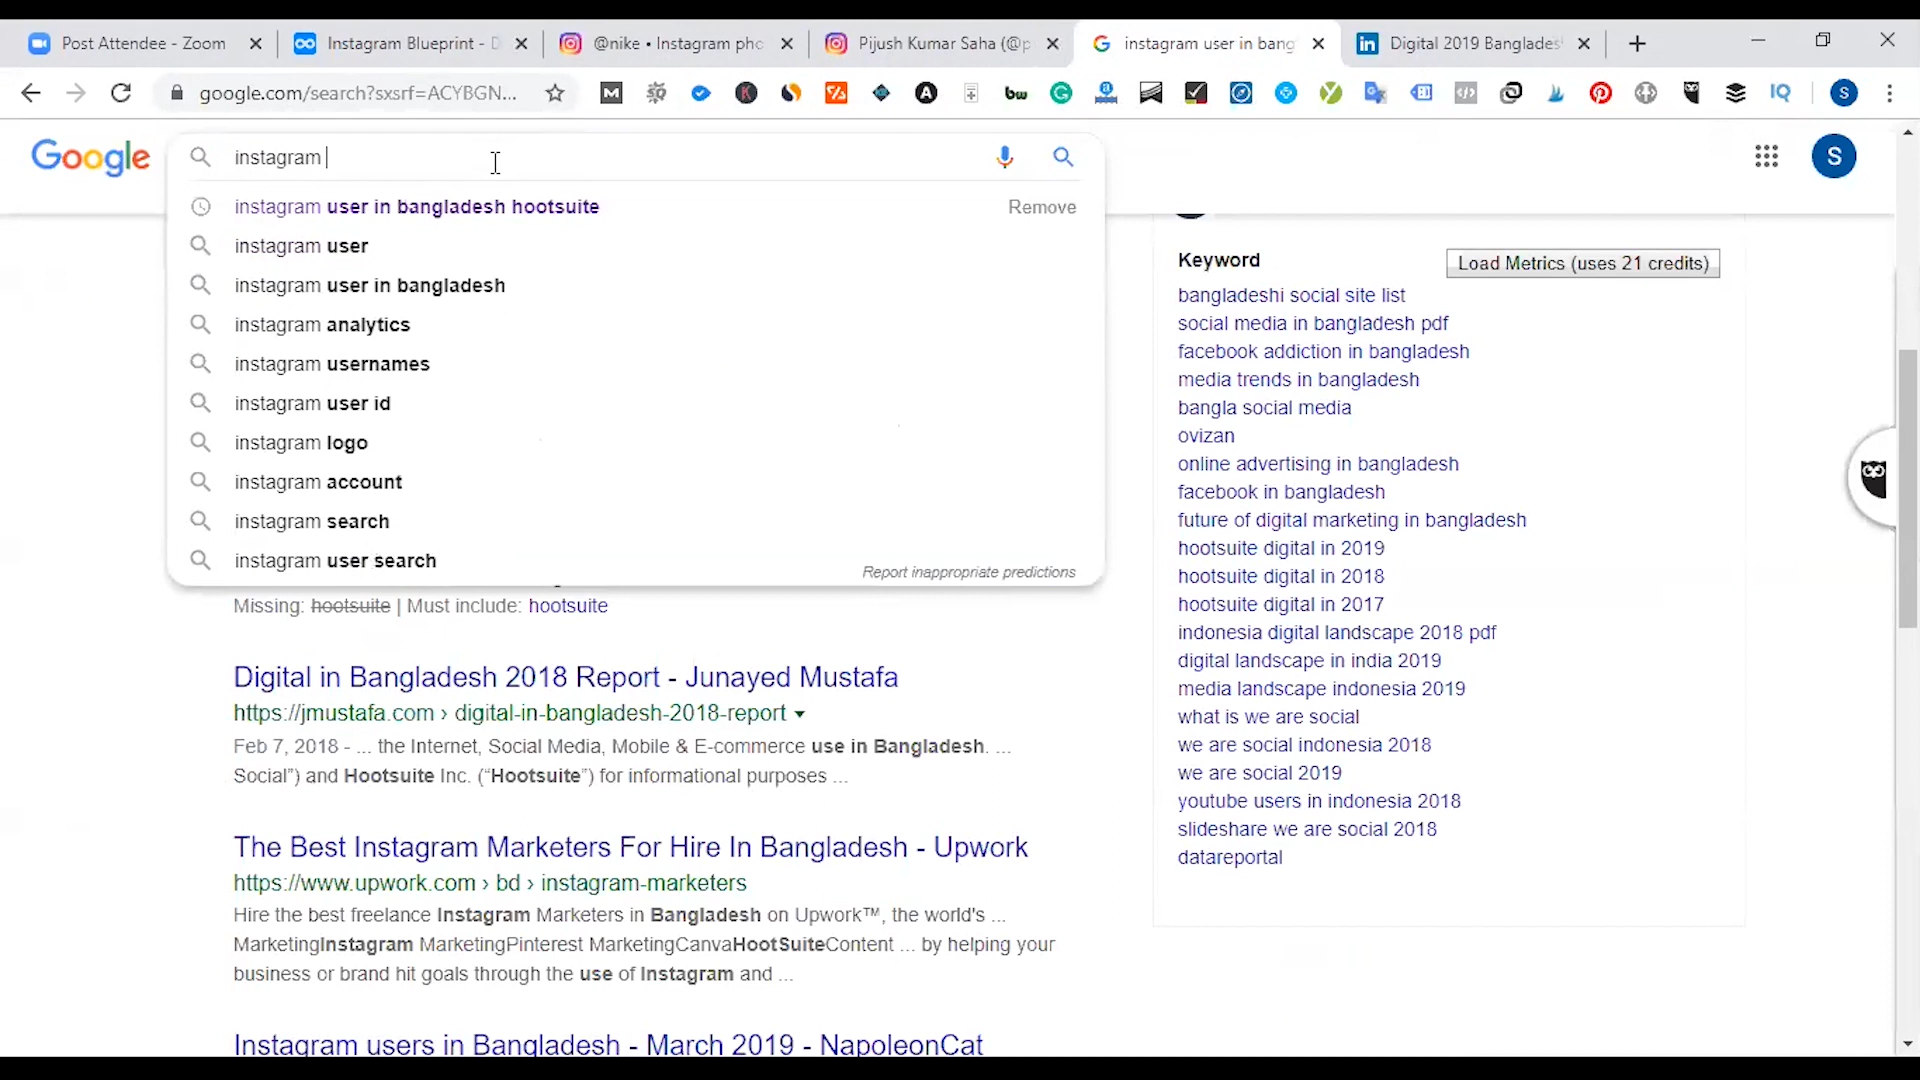 Post Attendee - Zoom
Instagram Blueprint - D
@nike • Instagram pho
Pijush Kumar Saha (@p
instagram user in bang
Digital 2019 Banglades
google.com/search?sxsrf=ACYBGN...
bw
IQ
S
Google
instagram
S
instagram user in bangladesh hootsuite
Remove
instagram user
instagram user in bangladesh
instagram analytics
instagram usernames
instagram user id
instagram logo
instagram account
instagram search
instagram user search
Report inappropriate predictions
Missing: hootsuite | Must include: hootsuite
Digital in Bangladesh 2018 Report - Junayed Mustafa
https://jmustafa.com › digital-in-bangladesh-2018-report
Feb 7, 2018 - ... the Internet, Social Media, Mobile & E-commerce use in Bangladesh. ...
Social”) and Hootsuite Inc. (“Hootsuite”) for informational purposes ...
The Best Instagram Marketers For Hire In Bangladesh - Upwork
https://www.upwork.com › bd › instagram-marketers
Hire the best freelance Instagram Marketers in Bangladesh on Upwork™, the world's ...
MarketingInstagram MarketingPinterest MarketingCanvaHootSuiteContent ... by helping your
business or brand hit goals through the use of Instagram and ...
Instagram users in Bangladesh - March 2019 - NapoleonCat
Keyword
Load Metrics (uses 21 credits)
bangladeshi social site list
social media in bangladesh pdf
facebook addiction in bangladesh
media trends in bangladesh
bangla social media
ovizan
online advertising in bangladesh
facebook in bangladesh
future of digital marketing in bangladesh
hootsuite digital in 2019
hootsuite digital in 2018
hootsuite digital in 2017
indonesia digital landscape 2018 pdf
digital landscape in india 2019
media landscape indonesia 2019
what is we are social
we are social indonesia 2018
we are social 2019
youtube users in indonesia 2018
slideshare we are social 2018
datareportal